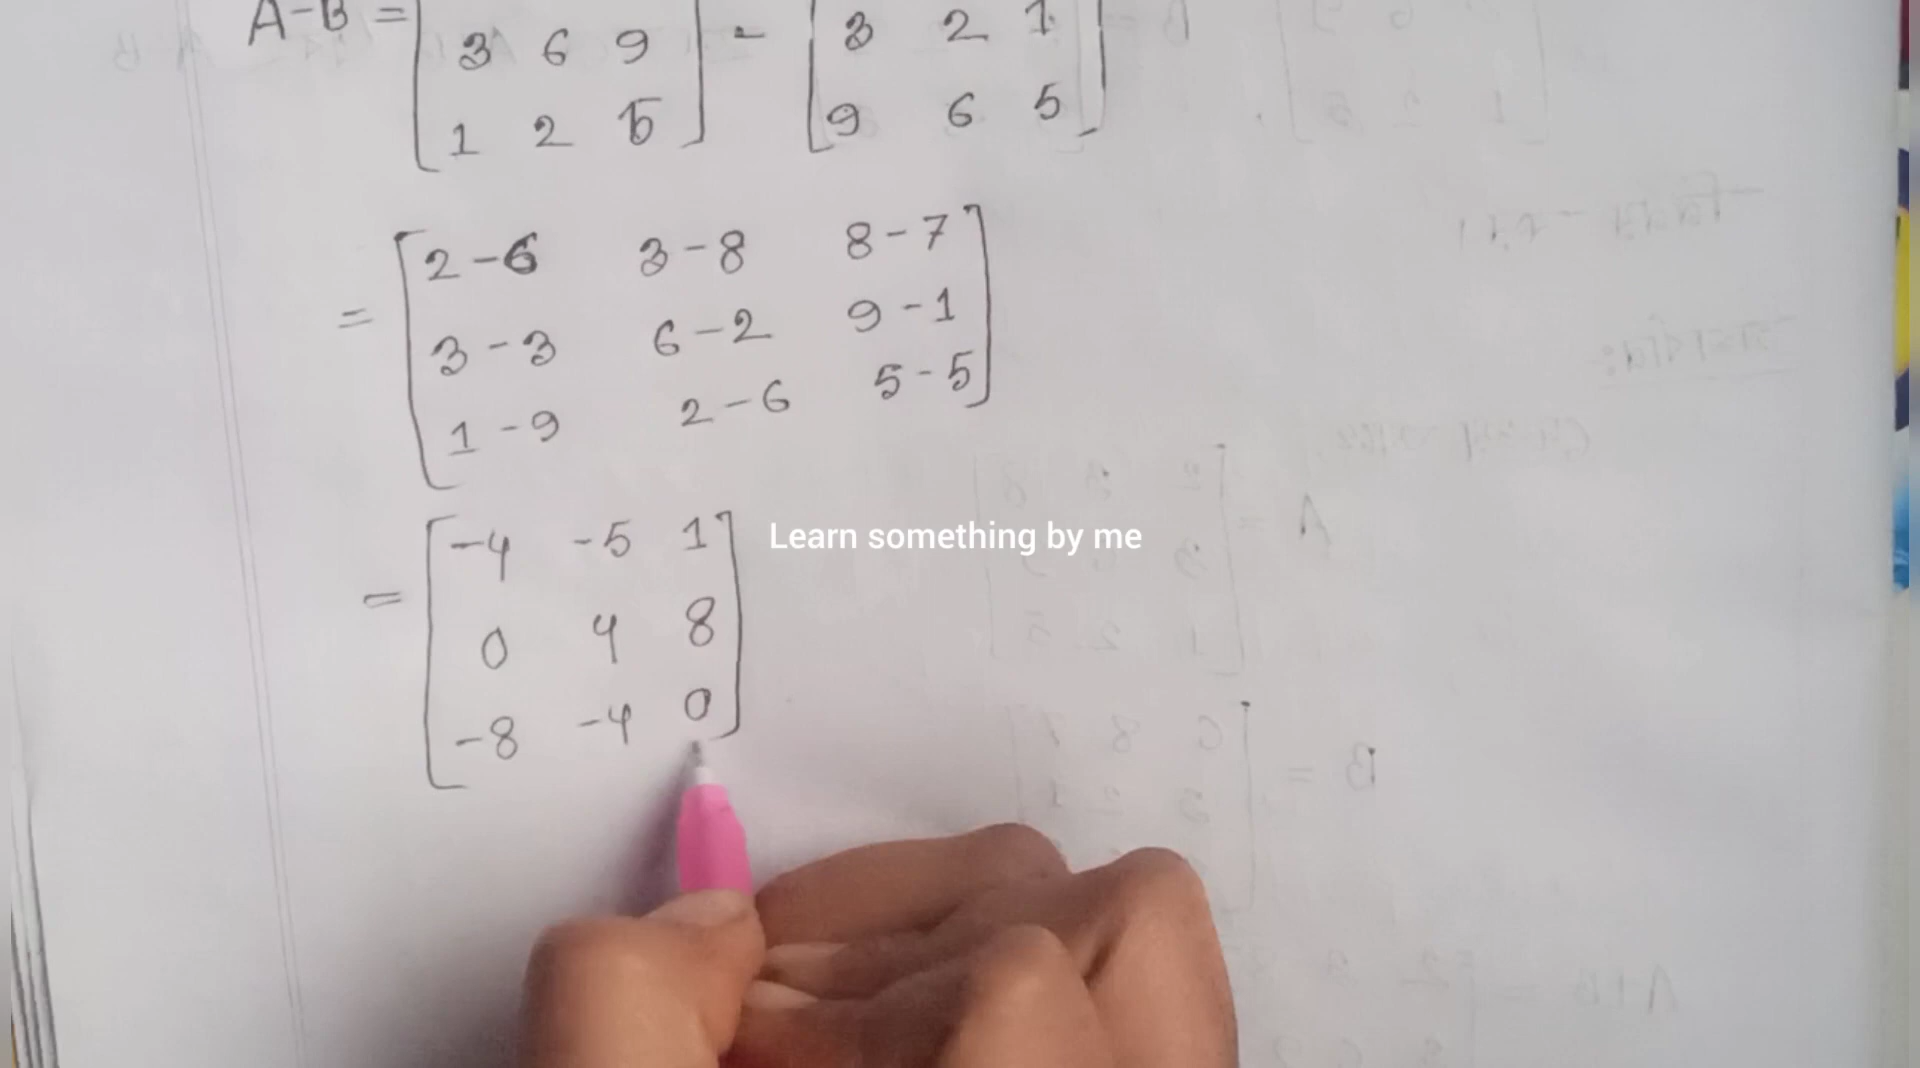 A-B =
3 6 9 - 3 2 1
1 2 5 9 6 5
2-6 3-8 8-7
= 3-3 6-2 9-1
1-9 2-6 5-5
-4 -5 1
= 0 4 8
-8 -4 0
Learn something by me